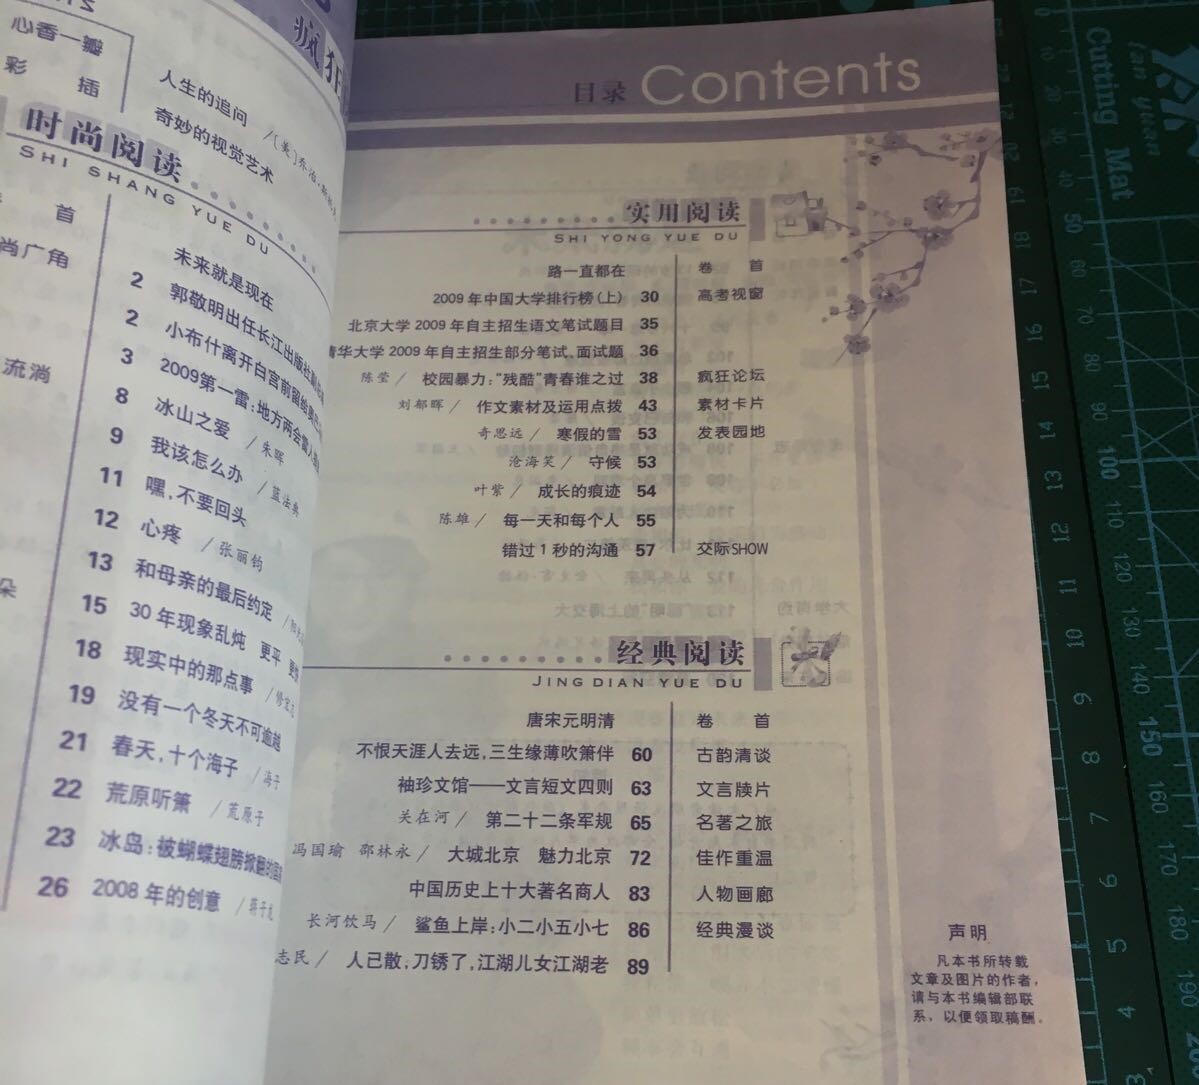 心香一瓣
彩 插
疯狂
人生的追问
奇妙的视觉艺术 /〔美〕乔治·
时尚阅读
SHI SHANG YUE DU
首
尚广角
流淌
朵
未来就是现在
2 郭敬明出任长江出版社
2 小布什离开白宫前留给奥巴
3 2009第一雷:地方两会雷人
8 冰山之爱 / 朱晖
9 我该怎么办 / 蓝法典
11 嘿,不要回头
12 心疼 / 张丽钧
13 和母亲的最后约定
15 30年现象乱炖 更平
18 现实中的那点事
19 没有一个冬天不可逾越
21 春天,十个海子 / 海子
22 荒原听箫 / 荒原子
23 冰岛:被蝴蝶翅膀掀翻的国
26 2008年的创意 / 蒋子龙
目录 Contents
实用阅读
SHI YONG YUE DU
路一直都在 卷 首
2009年中国大学排行榜(上) 30 高考视窗
北京大学2009年自主招生语文笔试题目 35
清华大学2009年自主招生部分笔试、面试题 36
陈莹 / 校园暴力:“残酷”青春谁之过 38 疯狂论坛
刘郁晖 / 作文素材及运用点拨 43 素材卡片
奇思远 / 寒假的雪 53 发表园地
沧海笑 / 守候 53
叶紫 / 成长的痕迹 54
陈雄 / 每一天和每个人 55
错过1秒的沟通 57 交际SHOW
经典阅读
JING DIAN YUE DU
唐宋元明清 卷 首
不恨天涯人去远,三生缘薄吹箫伴 60 古韵清谈
袖珍文馆——文言短文四则 63 文言牍片
关在河 / 第二十二条军规 65 名著之旅
冯国瑜 邵林永 / 大城北京 魅力北京 72 佳作重温
中国历史上十大著名商人 83 人物画廊
长河饮马 / 鲨鱼上岸:小二小五小七 86 经典漫谈
志民 / 人已散,刀锈了,江湖儿女江湖老 89
声明
凡本书所转载
文章及图片的作者,
请与本书编辑部联
系,以便领取稿酬。
Cutting Mat